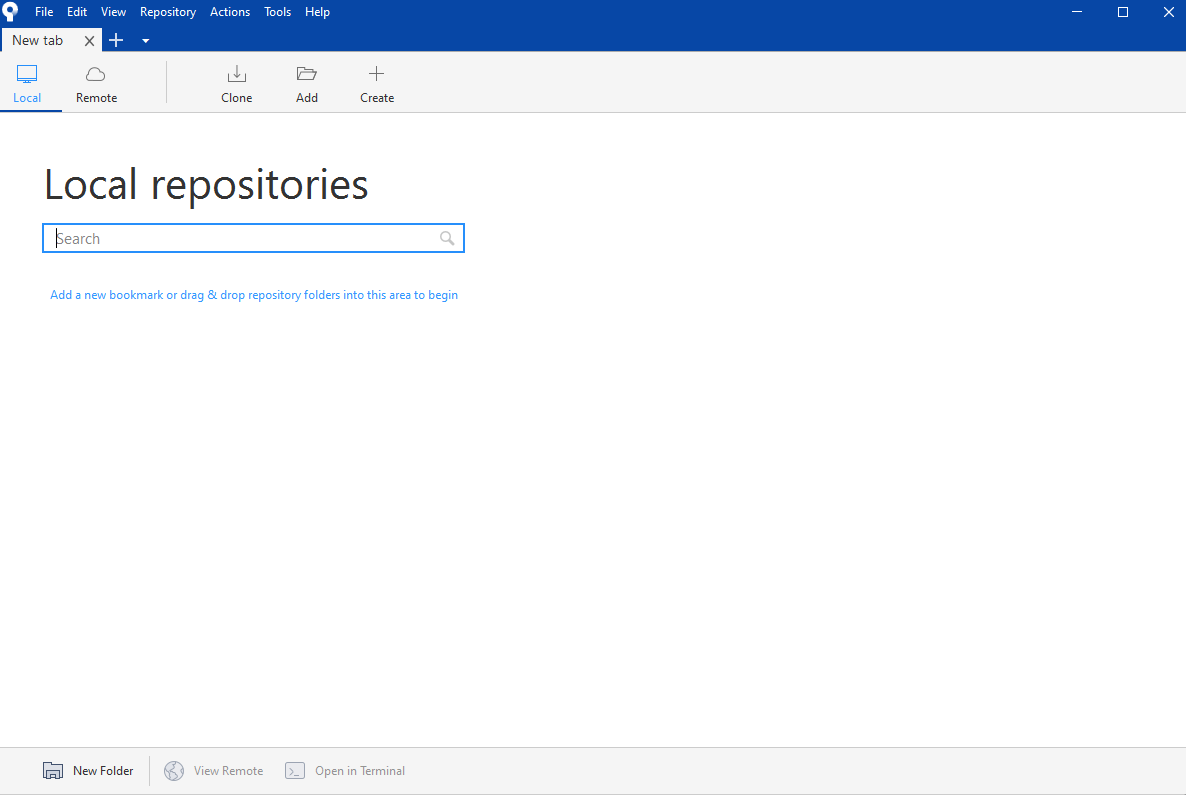 File Edit View Repository Actions Tools Help
New tab
Local Remote Clone Add Create
Local repositories
Search
Add a new bookmark or drag & drop repository folders into this area to begin
New Folder View Remote Open in Terminal